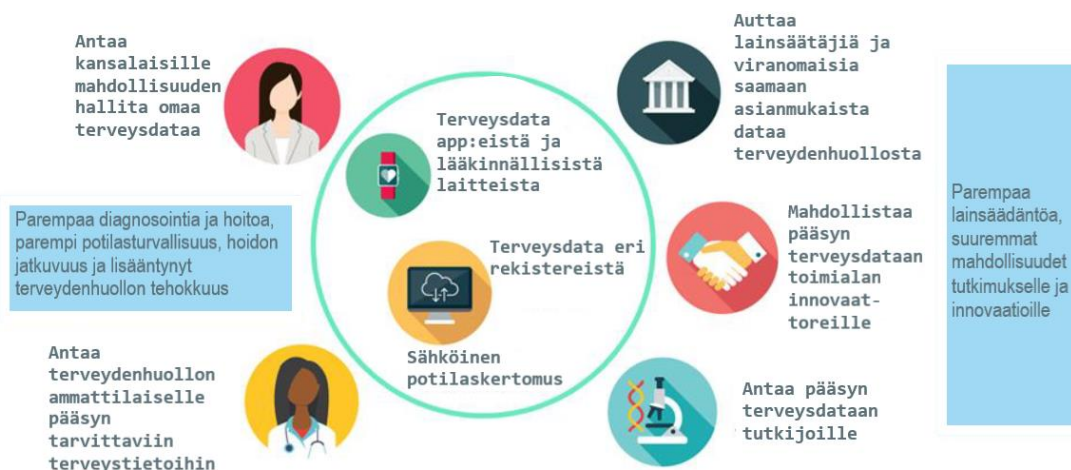 Antaa
kansalaisille
mahdollisuuden
hallita omaa
terveysdataa
Parempaa diagnosointia ja hoitoa,
parempi potilasturvallisuus, hoidon
jatkuvuus ja lisääntynyt
terveydenhuollon tehokkuus
Antaa
terveydenhuollon
ammattilaiselle
pääsyn
tarvittaviin
terveystietoihin
Terveysdata
app:eistä ja
lääkinnällisistä
laitteista
Terveysdata eri
rekistereistä
Sähköinen
potilaskertomus
Auttaa
lainsäätäjiä ja
viranomaisia
saamaan
asianmukaista
dataa
terveydenhuollosta
Mahdollistaa
pääsyn
terveysdataan
toimialan
innovaat-
toreille
Antaa pääsyn
terveysdataan
tutkijoille
Parempaa
lainsäädäntöä,
suuremmat
mahdollisuudet
tutkimukselle ja
innovaatioille